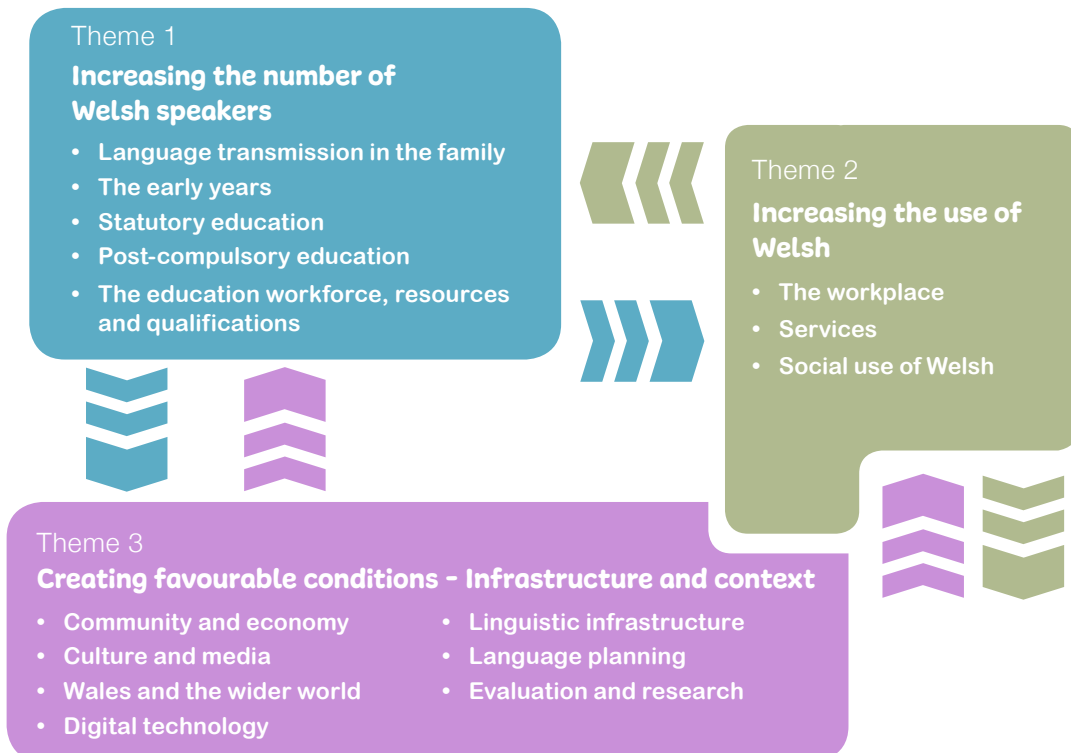 Theme 1
Increasing the number of
Welsh speakers
• Language transmission in the family
• The early years
• Statutory education
• Post-compulsory education
• The education workforce, resources
and qualifications
Theme 2
Increasing the use of
Welsh
• The workplace
• Services
• Social use of Welsh
Theme 3
Creating favourable conditions - Infrastructure and context
• Community and economy
• Culture and media
• Wales and the wider world
• Digital technology
• Linguistic infrastructure
• Language planning
• Evaluation and research